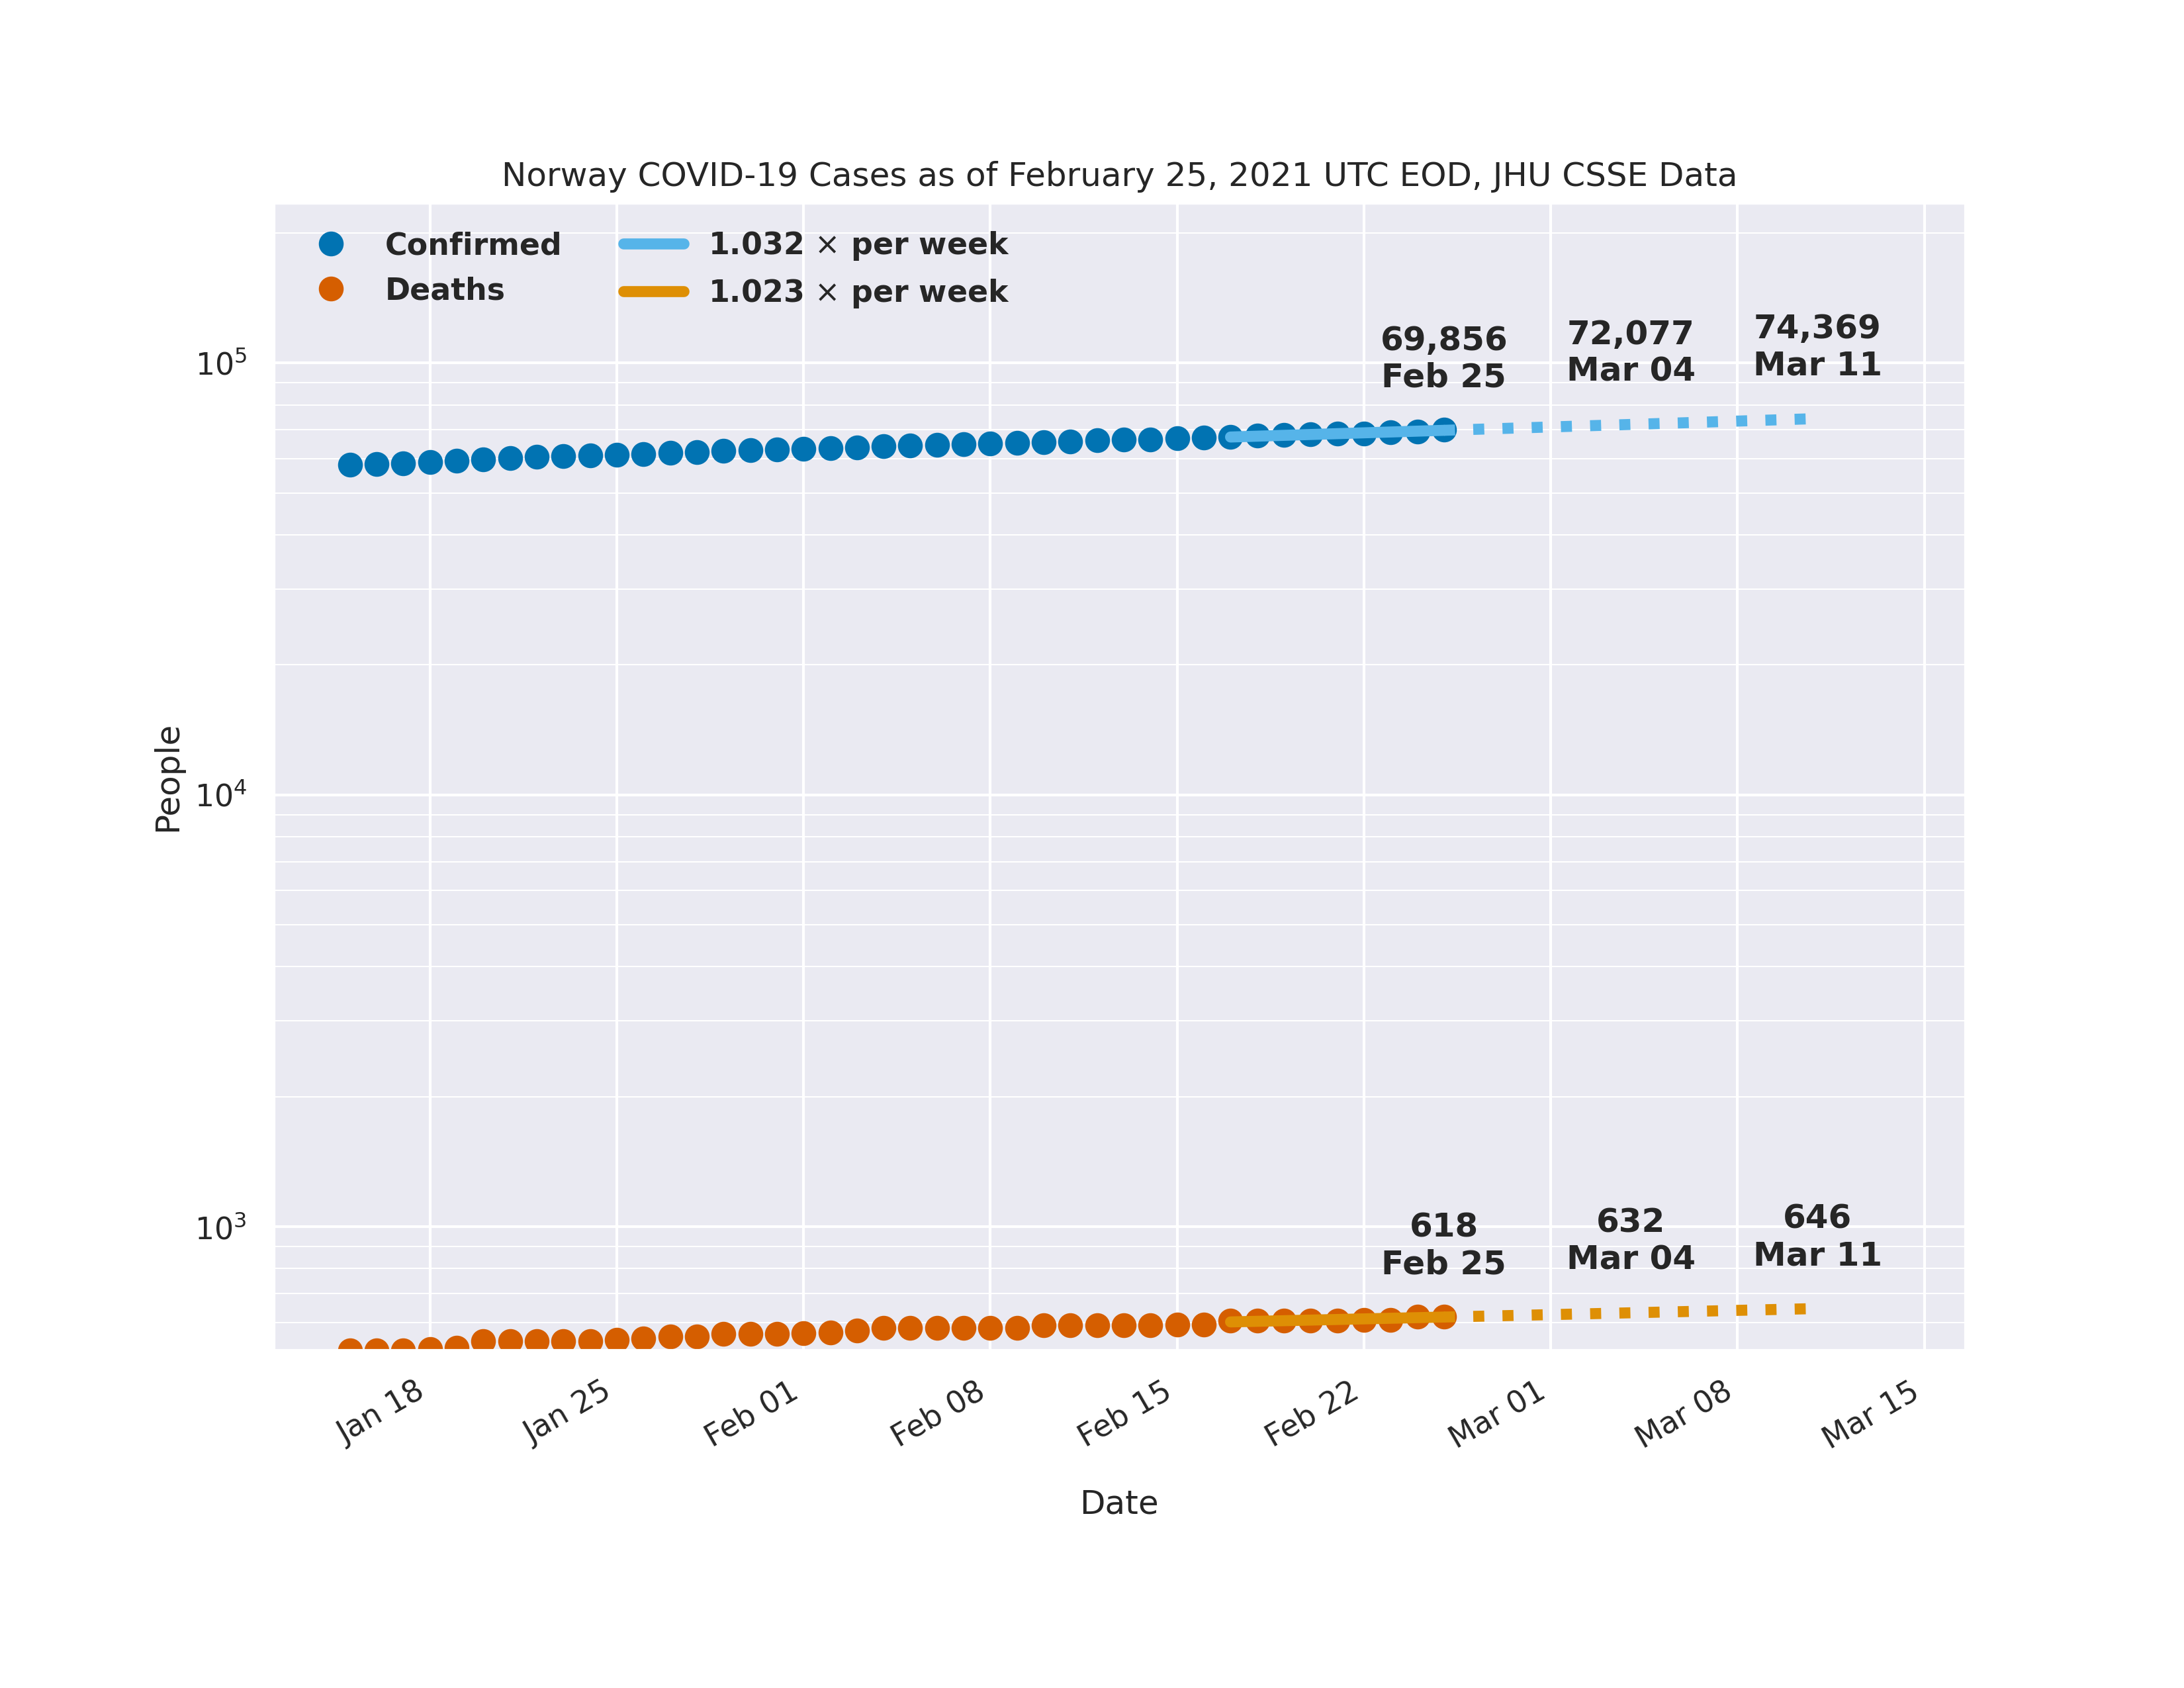 Norway COVID-19 Cases as of February 25, 2021 UTC EOD, JHU CSSE Data
Confirmed
Deaths
1.032 × per week
1.023 × per week
69,856
Feb 25
72,077
Mar 04
74,369
Mar 11
10⁵
10⁴
10³
People
618
Feb 25
632
Mar 04
646
Mar 11
Jan 18
Jan 25
Feb 01
Feb 08
Feb 15
Feb 22
Mar 01
Mar 08
Mar 15
Date